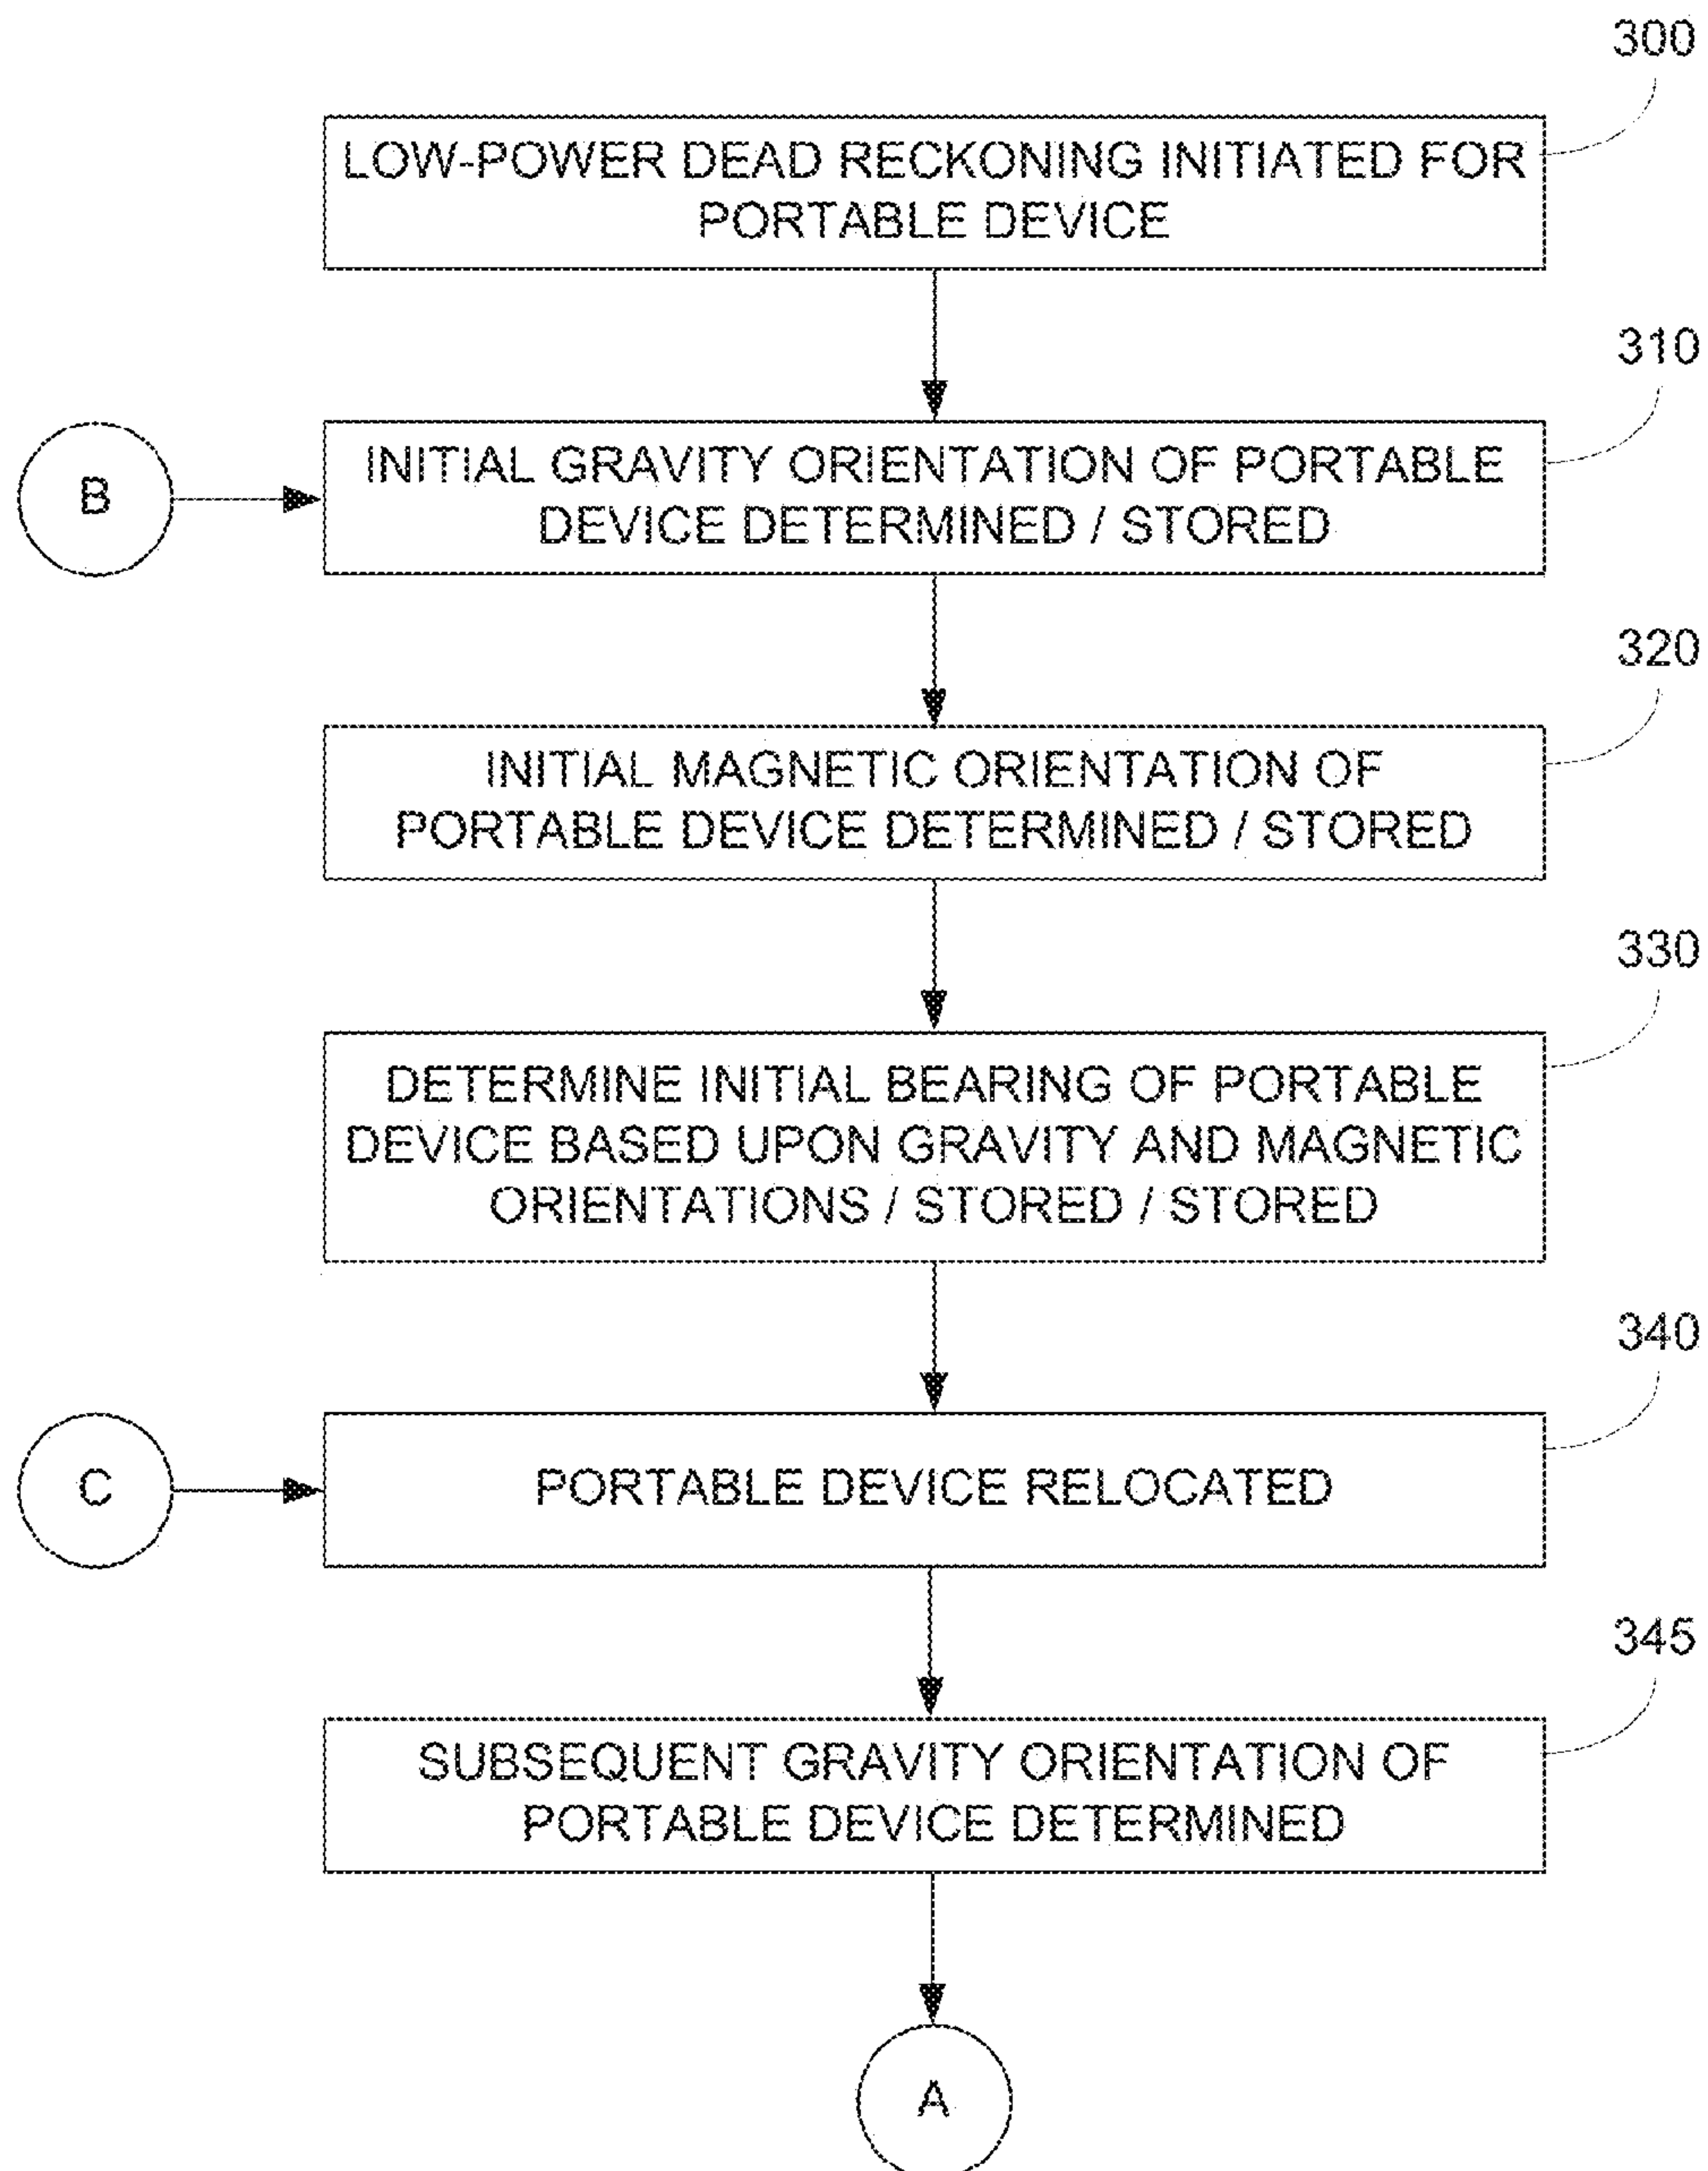 300
LOW-POWER DEAD RECKONING INITIATED FOR
PORTABLE DEVICE
310
B
INITIAL GRAVITY ORIENTATION OF PORTABLE
DEVICE DETERMINED / STORED
320
INITIAL MAGNETIC ORIENTATION OF
PORTABLE DEVICE DETERMINED / STORED
330
DETERMINE INITIAL BEARING OF PORTABLE
DEVICE BASED UPON GRAVITY AND MAGNETIC
ORIENTATIONS / STORED / STORED
340
C
PORTABLE DEVICE RELOCATED
345
SUBSEQUENT GRAVITY ORIENTATION OF
PORTABLE DEVICE DETERMINED
A